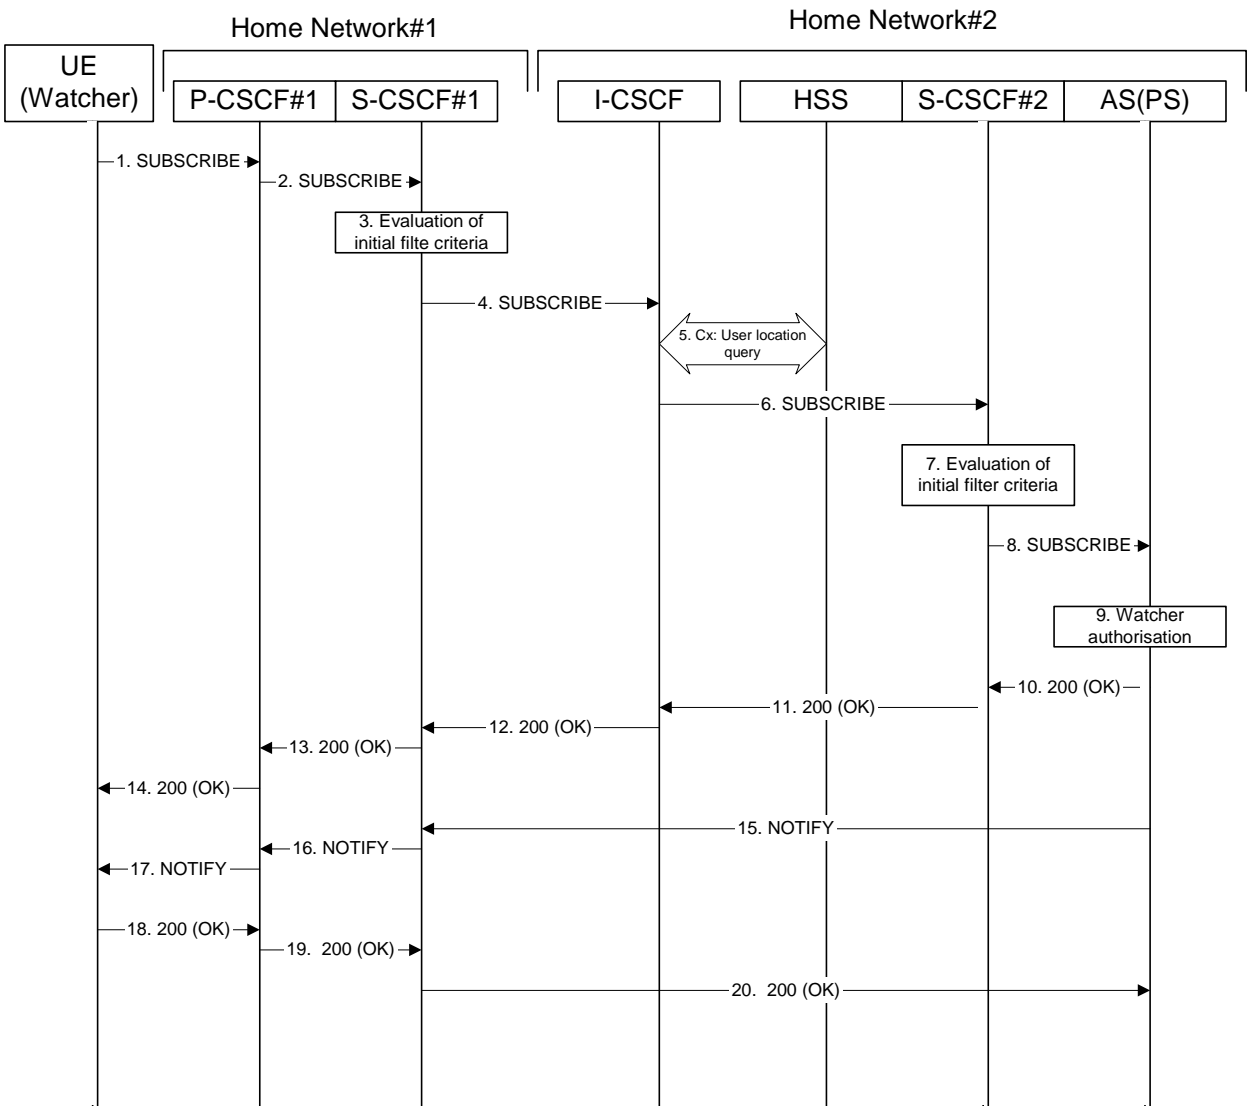 Home Network#1
Home Network#2
UE
(Watcher)
P-CSCF#1
S-CSCF#1
I-CSCF
HSS
S-CSCF#2
AS(PS)
1. SUBSCRIBE
2. SUBSCRIBE
3. Evaluation of
initial filte criteria
4. SUBSCRIBE
5. Cx: User location
query
6. SUBSCRIBE
7. Evaluation of
initial filter criteria
8. SUBSCRIBE
9. Watcher
authorisation
10. 200 (OK)
11. 200 (OK)
12. 200 (OK)
13. 200 (OK)
14. 200 (OK)
15. NOTIFY
16. NOTIFY
17. NOTIFY
18. 200 (OK)
19. 200 (OK)
20. 200 (OK)